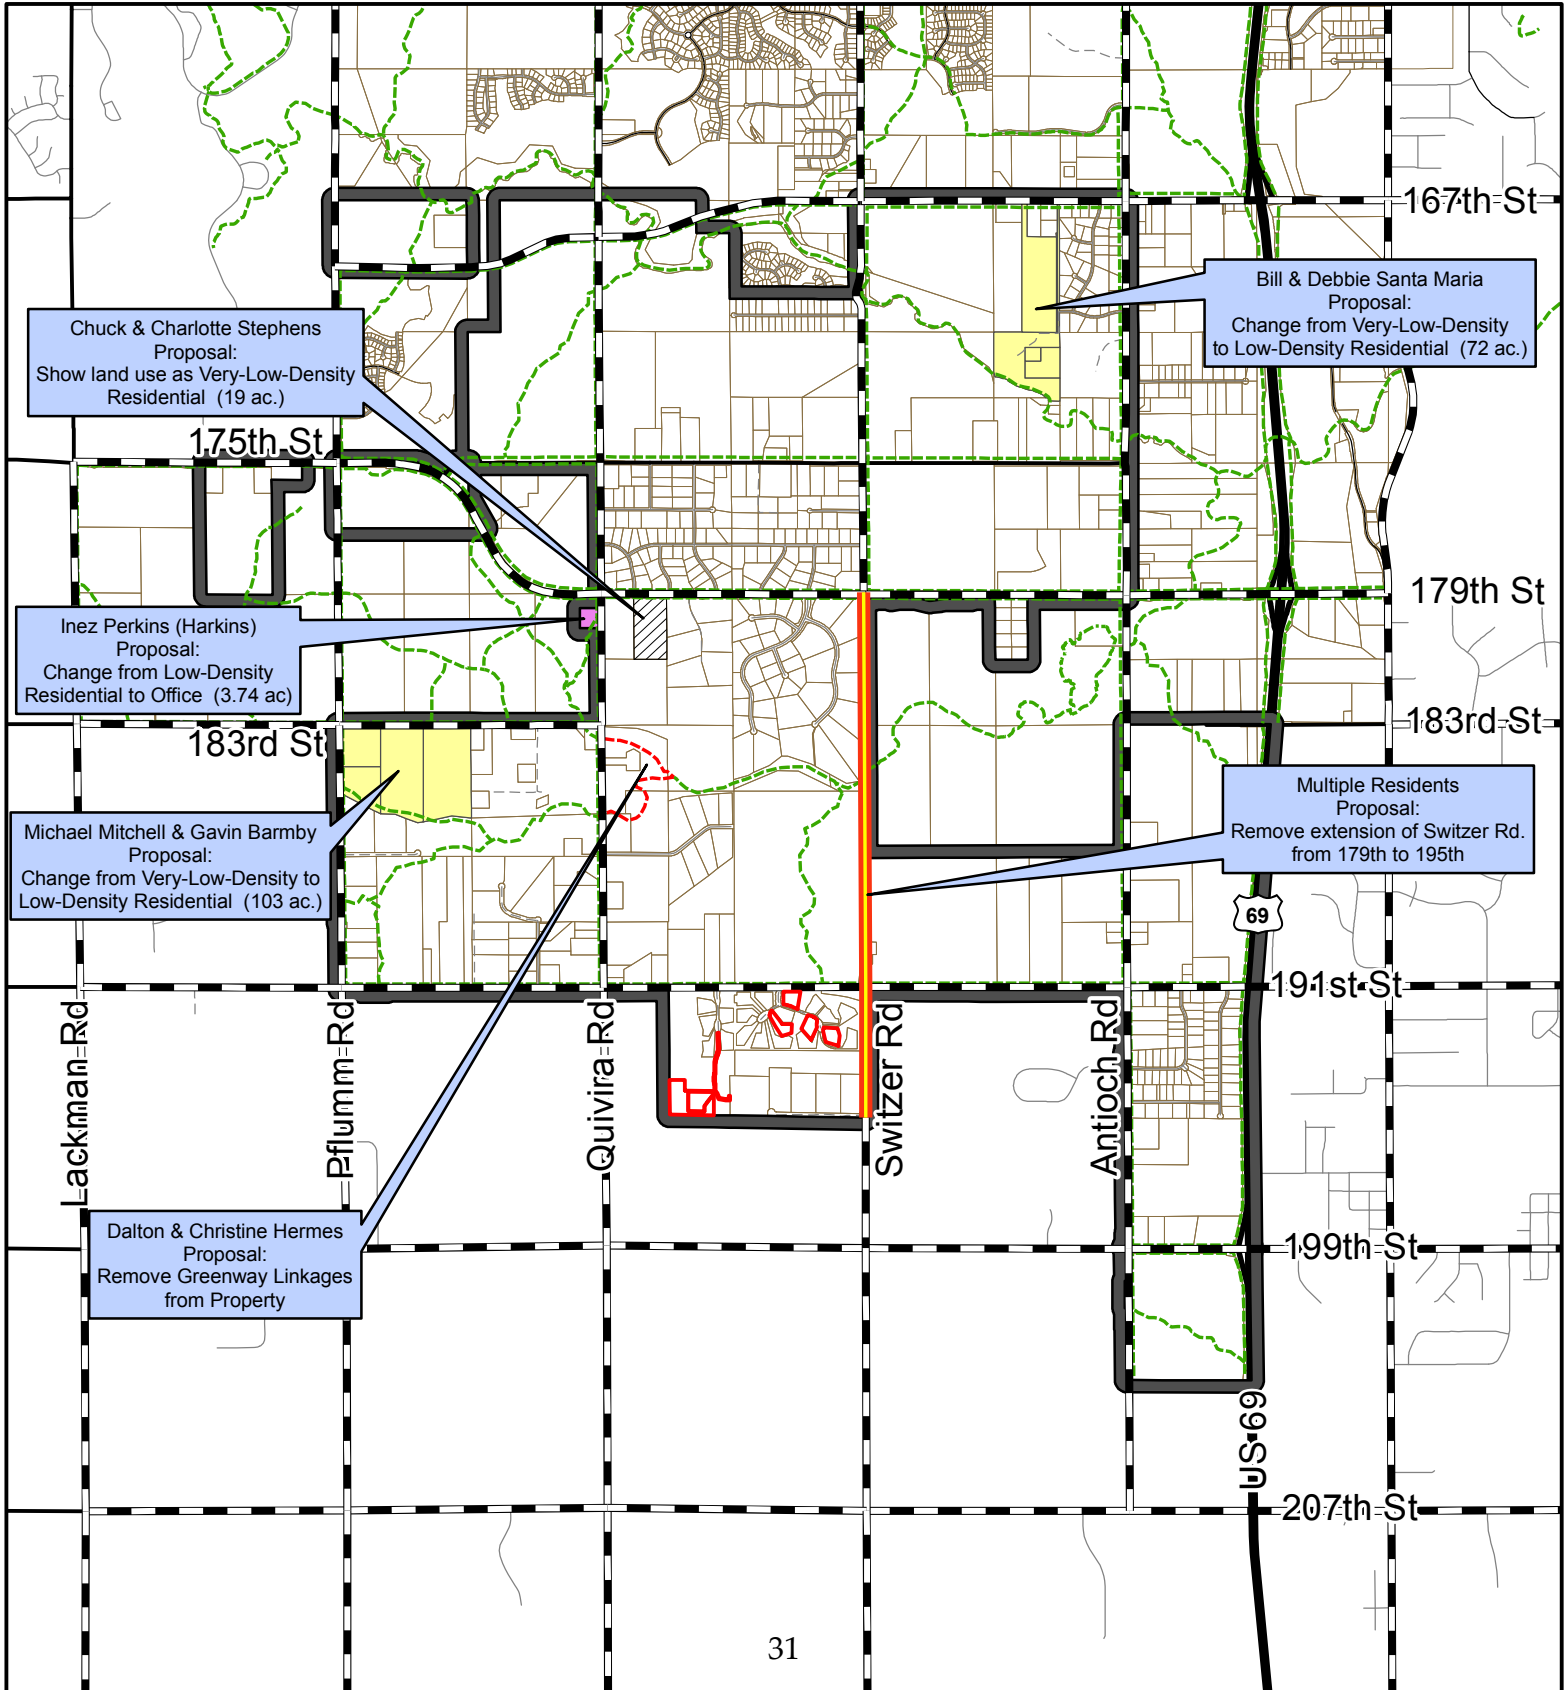 167th St
Bill & Debbie Santa Maria
Proposal:
Change from Very-Low-Density
to Low-Density Residential (72 ac.)
Chuck & Charlotte Stephens
Proposal:
Show land use as Very-Low-Density
Residential (19 ac.)
175th St
179th St
Inez Perkins (Harkins)
Proposal:
Change from Low-Density
Residential to Office (3.74 ac)
183rd St
183rd St
Multiple Residents
Proposal:
Remove extension of Switzer Rd.
from 179th to 195th
Michael Mitchell & Gavin Barmby
Proposal:
Change from Very-Low-Density to
Low-Density Residential (103 ac.)
69
191st St
Lackman Rd
Pflumm Rd
Quivira Rd
Switzer Rd
Antioch Rd
Dalton & Christine Hermes
Proposal:
Remove Greenway Linkages
from Property
199th St
US 69
207th St
31